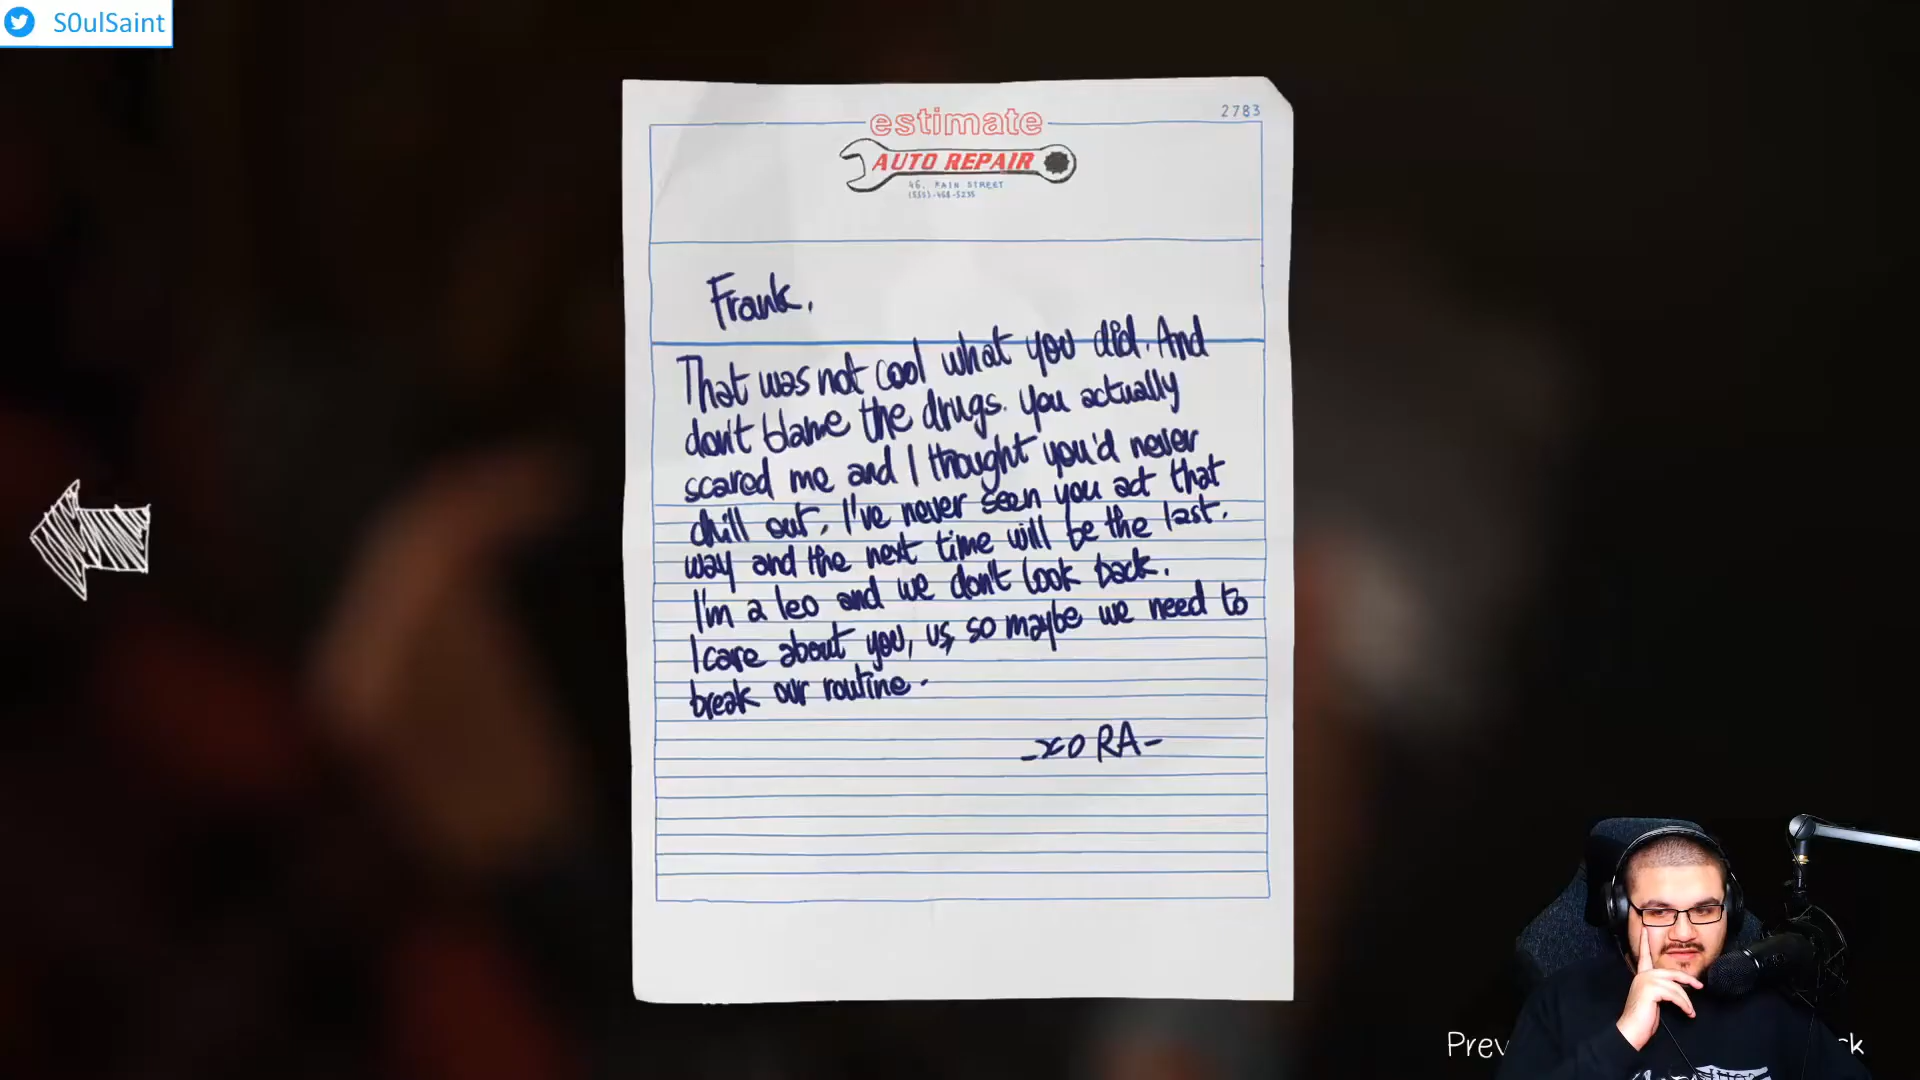 S0ulSaint
2783
estimate
AUTO REPAIR
46, MAIN STREET
Frank,
That was not cool what you did. And
don't blame the drugs. You actually
scared me and I thought you'd never
chill out. I've never seen you act that
way and the next time will be the last.
I'm a leo and we don't look back.
I care about you, us, so maybe we need to
break our routine.
-xo RA-